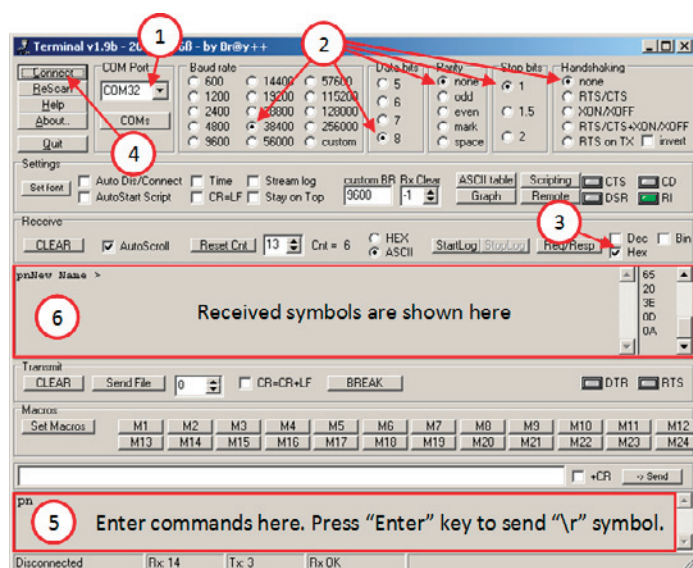 1 2
Terminal v1.9b - 20 - by Br@y++
Connect COM Port Baud rate Data bits Parity Stop bits Handshaking
COM32 600 14400 57600 5 none 1 none
ReScan 1200 19200 115200 6 odd RTS/CTS
Help 2400 28800 128000 even 1.5 XON/XOFF
About.. COMs 4800 38400 256000 7 mark RTS/CTS+XON/XOFF
Quit 4 9600 56000 custom 8 space 2 RTS on TX invert
Settings
Set font Auto Dis/Connect Time Stream log custom BR Rx Clear ASCII table Scripting CTS CD
AutoStart Script CR=LF Stay on Top 9600 -1 Graph Remote DSR RI
3
Receive
CLEAR AutoScroll Reset Cnt 13 Cnt = 6 HEX ASCII StartLog StopLog Req/Resp Dec Bin Hex
pnNew Name > 65
20
6 Received symbols are shown here 3E
0D
0A
Transmit
CLEAR Send File 0 CR=CR+LF BREAK DTR RTS
Macros
Set Macros M1 M2 M3 M4 M5 M6 M7 M8 M9 M10 M11 M12
M13 M14 M15 M16 M17 M18 M19 M20 M21 M22 M23 M24
+CR -> Send
pn
5 Enter commands here. Press “Enter” key to send “\r” symbol.
Disconnected Rx: 14 Tx: 3 Rx OK